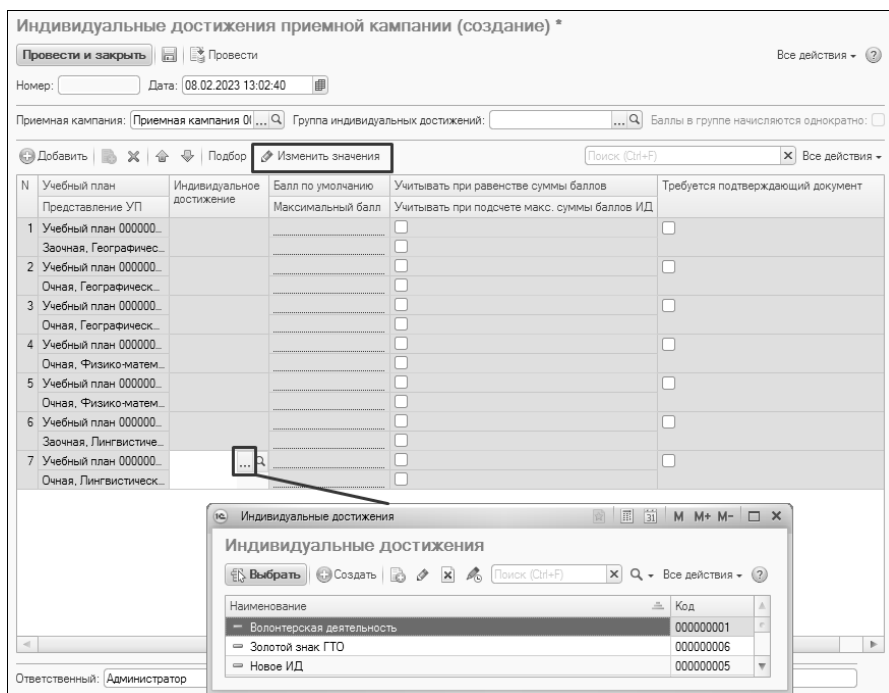 Индивидуальные достижения приемной кампании (создание) *
Провести и закрыть Провести Все действия ?
Номер: Дата: 08.02.2023 13:02:40
Приемная кампания: Приемная кампания 0 ... Группа индивидуальных достижений: ... Баллы в группе начисляются однократно:
Добавить Подбор Изменить значения Поиск (Ctrl+F) x Все действия
N Учебный план Индивидуальное достижение Балл по умолчанию Учитывать при равенстве суммы баллов Требуется подтверждающий документ
Представление УП Максимальный балл Учитывать при подсчете макс. суммы баллов ИД
1 Учебный план 000000...
Заочная, Географичес...
2 Учебный план 000000...
Очная, Географическ...
3 Учебный план 000000...
Очная, Географическ...
4 Учебный план 000000...
Очная, Физико-матем...
5 Учебный план 000000...
Очная, Физико-матем...
6 Учебный план 000000...
Заочная, Лингвистиче...
7 Учебный план 000000... ...
Очная, Лингвистическ...
1С Индивидуальные достижения 31 M M+ M-
Индивидуальные достижения
Выбрать Создать Поиск (Ctrl+F) x Все действия ?
Наименование Код
Волонтерская деятельность 000000001
Золотой знак ГТО 000000006
Новое ИД 000000005
Ответственный: Администратор